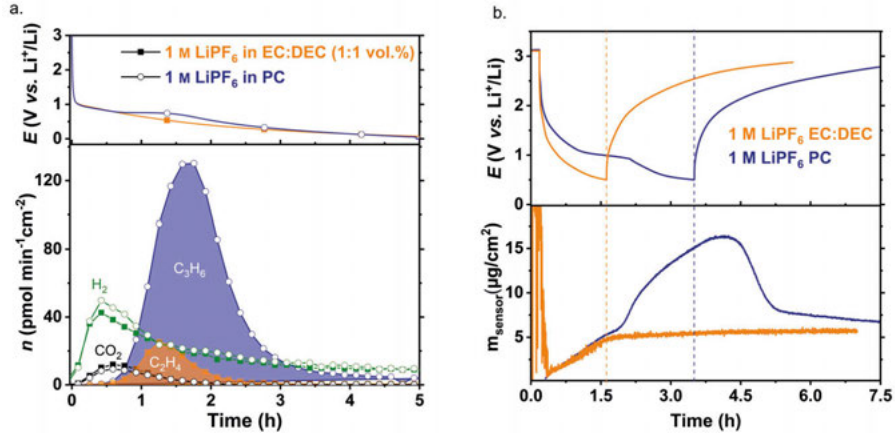 a.
E (V vs. Li⁺/Li)
3
2
1
0
1 M LiPF₆ in EC:DEC (1:1 vol.%)
1 M LiPF₆ in PC
n (pmol min⁻¹cm⁻²)
120
80
40
0
C₃H₆
H₂
CO₂
C₂H₄
0 1 2 3 4 5
Time (h)
b.
E (V vs. Li⁺/Li)
3
2
1
0
1 M LiPF₆ EC:DEC
1 M LiPF₆ PC
m_sensor(µg/cm²)
15
10
5
0.0 1.5 3.0 4.5 6.0 7.5
Time (h)